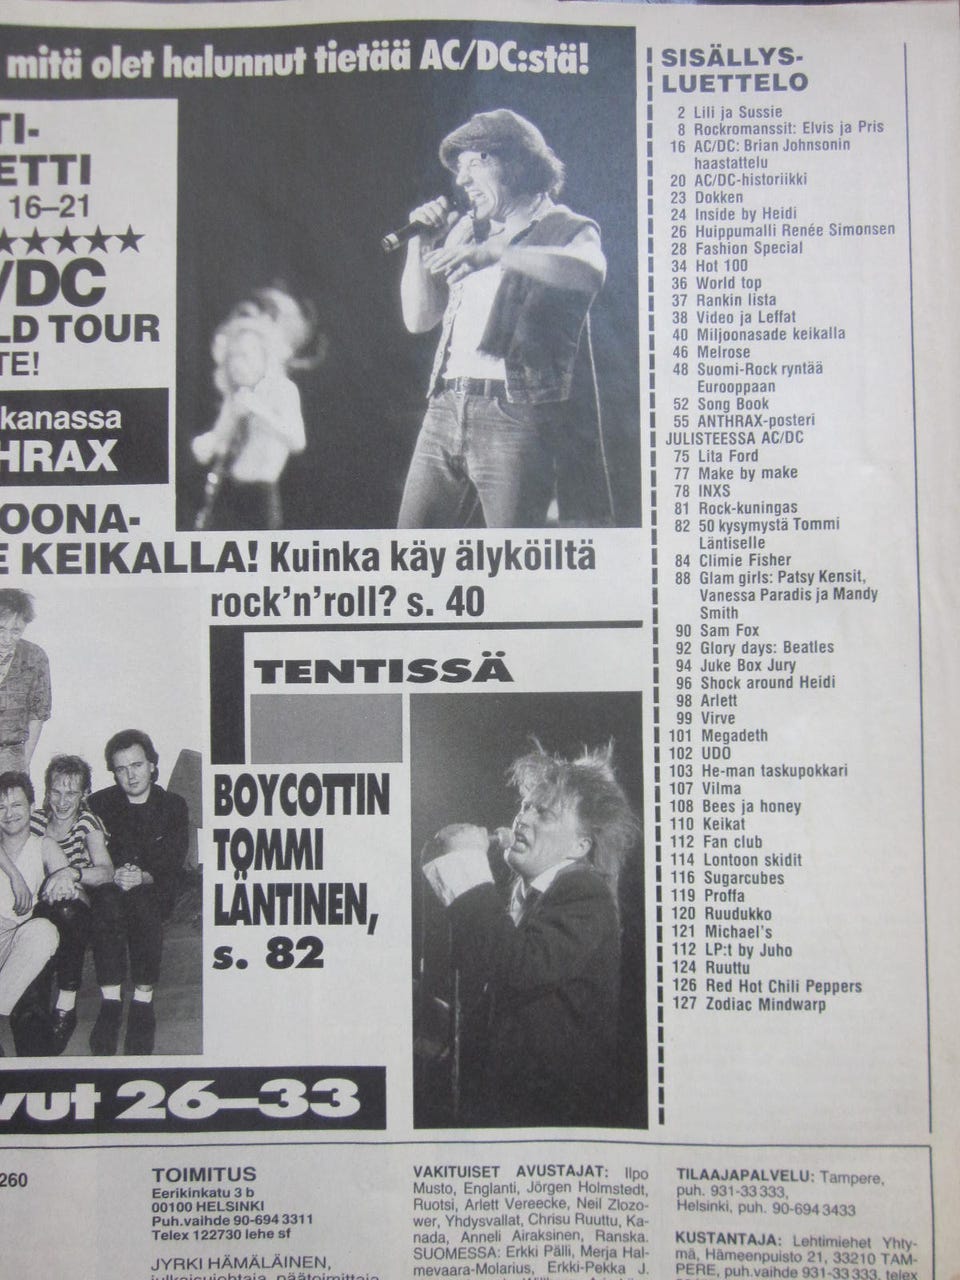 mitä olet halunnut tietää AC/DC:stä!
TI-
ETTI
16–21
★★★★★★
/DC
LD TOUR
TE!
kanassa
HRAX
OONA-
E KEIKALLA! Kuinka käy älyköiltä
rock'n'roll? s. 40
TENTISSÄ
BOYCOTTIN
TOMMI
LÄNTINEN,
s. 82
vut 26–33
SISÄLLYS-
LUETTELO
2 Lili ja Sussie
8 Rockromanssit: Elvis ja Pris
16 AC/DC: Brian Johnsonin
haastattelu
20 AC/DC-historiikki
23 Dokken
24 Inside by Heidi
26 Huippumalli Renée Simonsen
28 Fashion Special
34 Hot 100
36 World top
37 Rankin lista
38 Video ja Leffat
40 Miljoonasade keikalla
46 Melrose
48 Suomi-Rock ryntää
Eurooppaan
52 Song Book
55 ANTHRAX-posteri
JULISTEESSA AC/DC
75 Lita Ford
77 Make by make
78 INXS
81 Rock-kuningas
82 50 kysymystä Tommi
Läntiselle
84 Climie Fisher
88 Glam girls: Patsy Kensit,
Vanessa Paradis ja Mandy
Smith
90 Sam Fox
92 Glory days: Beatles
94 Juke Box Jury
96 Shock around Heidi
98 Arlett
99 Virve
101 Megadeth
102 UDO
103 He-man taskupokkari
107 Vilma
108 Bees ja honey
110 Keikat
112 Fan club
114 Lontoon skidit
116 Sugarcubes
119 Proffa
120 Ruudukko
121 Michael's
112 LP:t by Juho
124 Ruuttu
126 Red Hot Chili Peppers
127 Zodiac Mindwarp
260
TOIMITUS
Eerikinkatu 3 b
00100 HELSINKI
Puh.vaihde 90-694 3311
Telex 122730 lehe sf
JYRKI HÄMÄLÄINEN,
julkaisujohtaja, päätoimittaja
VAKITUISET AVUSTAJAT: Ilpo
Musto, Englanti, Jörgen Holmstedt,
Ruotsi, Arlett Vereecke, Neil Zlozo-
wer, Yhdysvallat, Chrisu Ruuttu, Ka-
nada, Anneli Airaksinen, Ranska.
SUOMESSA: Erkki Pälli, Merja Hal-
mevaara-Molarius, Erkki-Pekka J.
TILAAJAPALVELU: Tampere,
puh. 931-33 333,
Helsinki, puh. 90-694 3433
KUSTANTAJA: Lehtimiehet Yhty-
mä, Hämeenpuisto 21, 33210 TAM-
PERE, puh.vaihde 931-33 333, telex